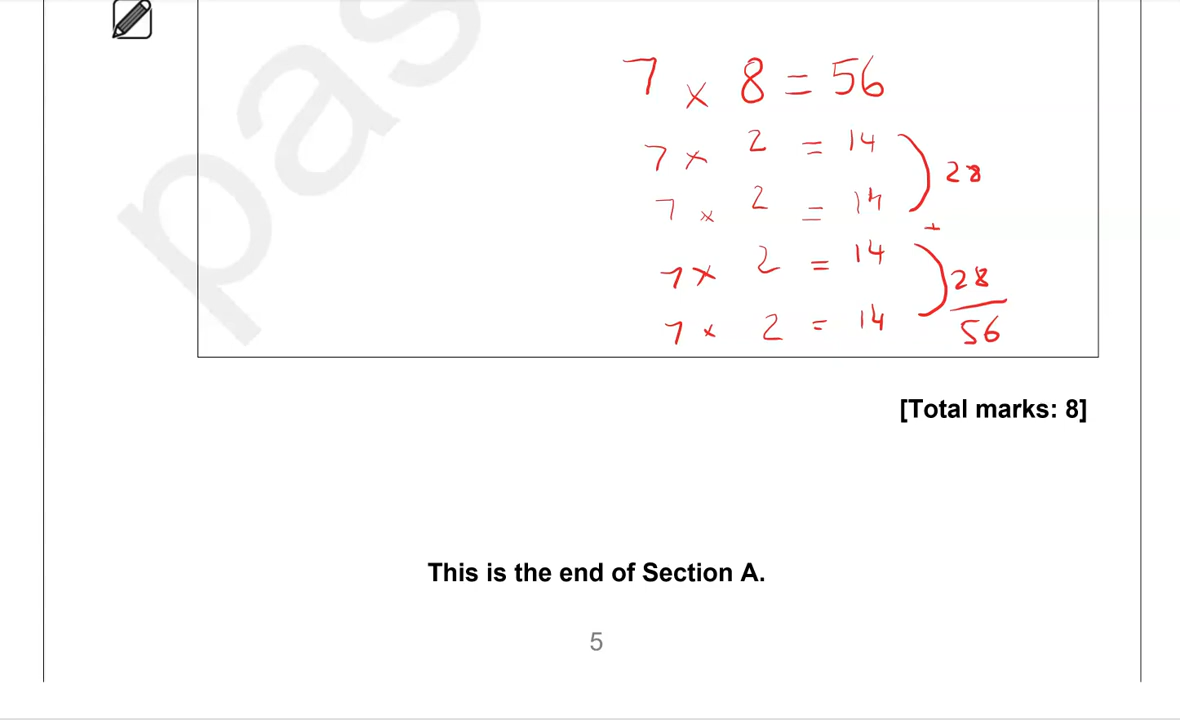 pas
7 × 8 = 56
7 × 2 = 14
28
7 × 2 = 14
+
7 × 2 = 14
28
7 × 2 = 14
56
[Total marks: 8]
This is the end of Section A.
5